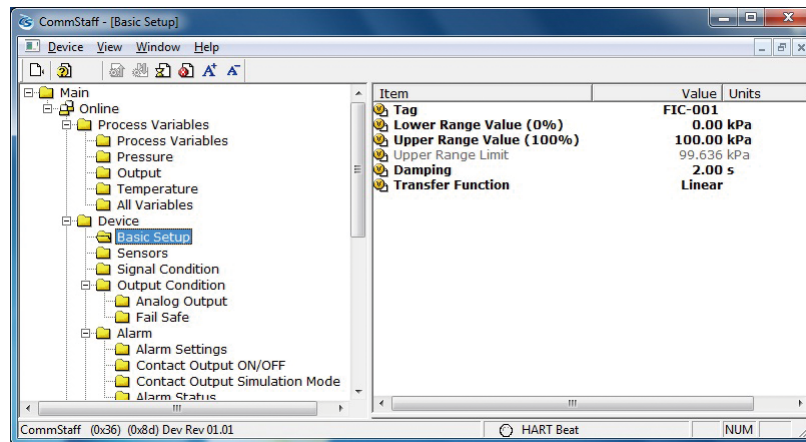 CommStaff - [Basic Setup]
Device View Window Help
Main
Online
Process Variables
Process Variables
Pressure
Output
Temperature
All Variables
Device
Basic Setup
Sensors
Signal Condition
Output Condition
Analog Output
Fail Safe
Alarm
Alarm Settings
Contact Output ON/OFF
Contact Output Simulation Mode
Alarm Status
Item Value Units
Tag FIC-001
Lower Range Value (0%) 0.00 kPa
Upper Range Value (100%) 100.00 kPa
Upper Range Limit 99.636 kPa
Damping 2.00 s
Transfer Function Linear
CommStaff (0x36) (0x8d) Dev Rev 01.01 HART Beat NUM